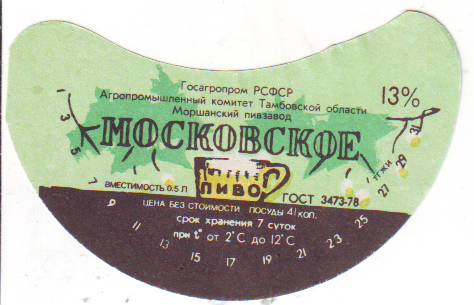 Госагропром РСФСР
Агропромышленный комитет Тамбовской области
Моршанский пивзавод
13%
МОСКОВСКОЕ
ПИВО
ВМЕСТИМОСТЬ 0.5 Л
ГОСТ 3473-78
ЦЕНА БЕЗ СТОИМОСТИ ПОСУДЫ 41 КОП.
срок хранения 7 суток
при t° от 2°С до 12°С
1 3 5 7 9 11 13 15 17 19 21 23 25 27 29 31